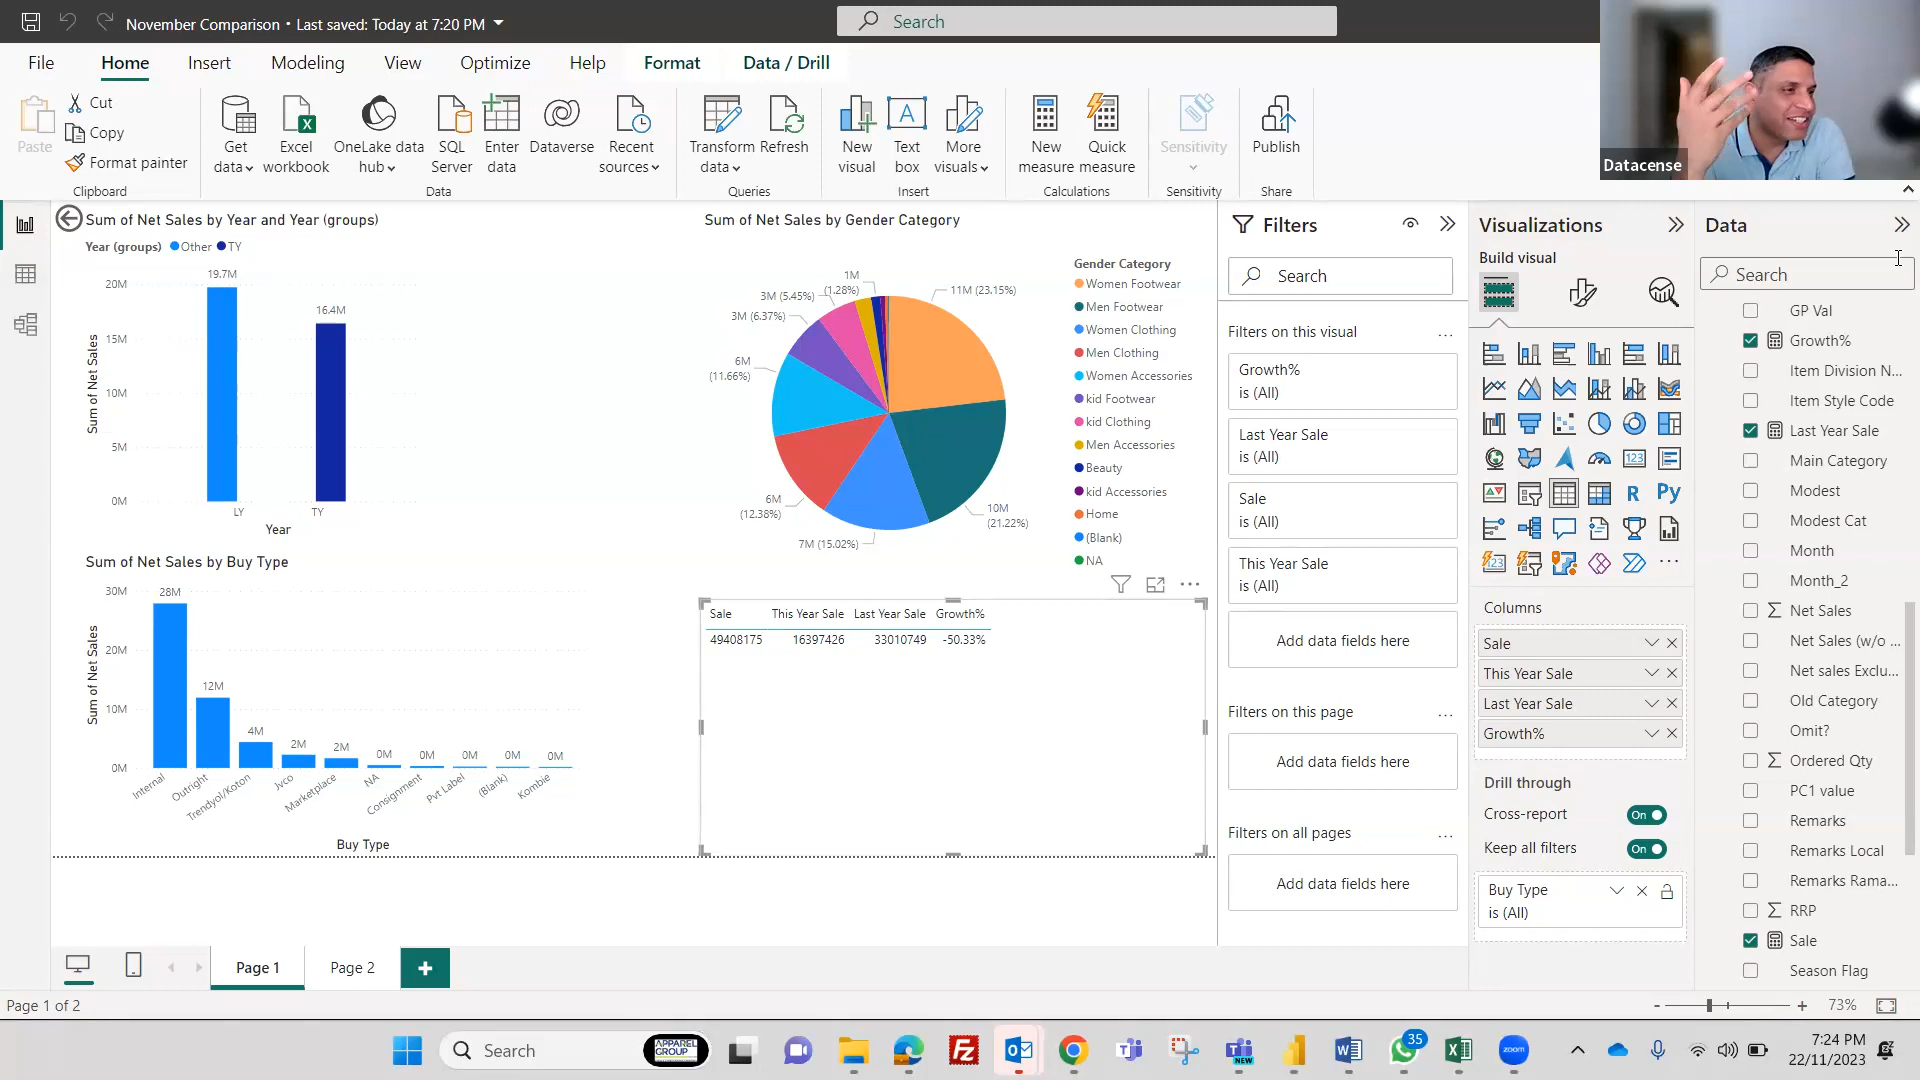 November Comparison • Last saved: Today at 7:20 PM
Search
File
Home
Insert
Modeling
View
Optimize
Help
Format
Data / Drill
Paste
Cut
Copy
Format painter
Clipboard
Get data
Excel workbook
OneLake data hub
SQL Server
Enter data
Dataverse
Recent sources
Data
Transform data
Refresh
Queries
New visual
Text box
More visuals
Insert
New measure
Quick measure
Calculations
Sensitivity
Sensitivity
Publish
Share
Datacense
Sum of Net Sales by Year and Year (groups)
Year (groups) Other TY
Sum of Net Sales
20M
15M
10M
5M
0M
19.7M
16.4M
LY
TY
Year
Sum of Net Sales by Gender Category
1M (1.28%)
3M (5.45%)
3M (6.37%)
6M (11.66%)
6M (12.38%)
7M (15.02%)
10M (21.22%)
11M (23.15%)
Gender Category
Women Footwear
Men Footwear
Women Clothing
Men Clothing
Women Accessories
kid Footwear
kid Clothing
Men Accessories
Beauty
kid Accessories
Home
(Blank)
NA
Sum of Net Sales by Buy Type
Sum of Net Sales
30M
20M
10M
0M
28M
12M
4M
2M
2M
0M
0M
0M
0M
0M
Internal
Outright
Trendyol/Koton
Jvco
Marketplace
NA
Consignment
Pvt Label
(Blank)
Kombie
Buy Type
Sale This Year Sale Last Year Sale Growth%
49408175 16397426 33010749 -50.33%
Filters
Search
Filters on this visual ...
Growth%
is (All)
Last Year Sale
is (All)
Sale
is (All)
This Year Sale
is (All)
Add data fields here
Filters on this page ...
Add data fields here
Filters on all pages ...
Add data fields here
Visualizations
Build visual
123
R
Py
123
...
Columns
Sale
This Year Sale
Last Year Sale
Growth%
Drill through
Cross-report On
Keep all filters On
Buy Type
is (All)
Data
Search
GP Val
Growth%
Item Division N...
Item Style Code
Last Year Sale
Main Category
Modest
Modest Cat
Month
Month_2
Net Sales
Net Sales (w/o ...
Net sales Exclu...
Old Category
Omit?
Ordered Qty
PC1 value
Remarks
Remarks Local
Remarks Rama...
RRP
Sale
Season Flag
Page 1
Page 2
+
Page 1 of 2
- + 73%
Search
APPAREL GROUP
NEW
35
zoom
7:24 PM
22/11/2023